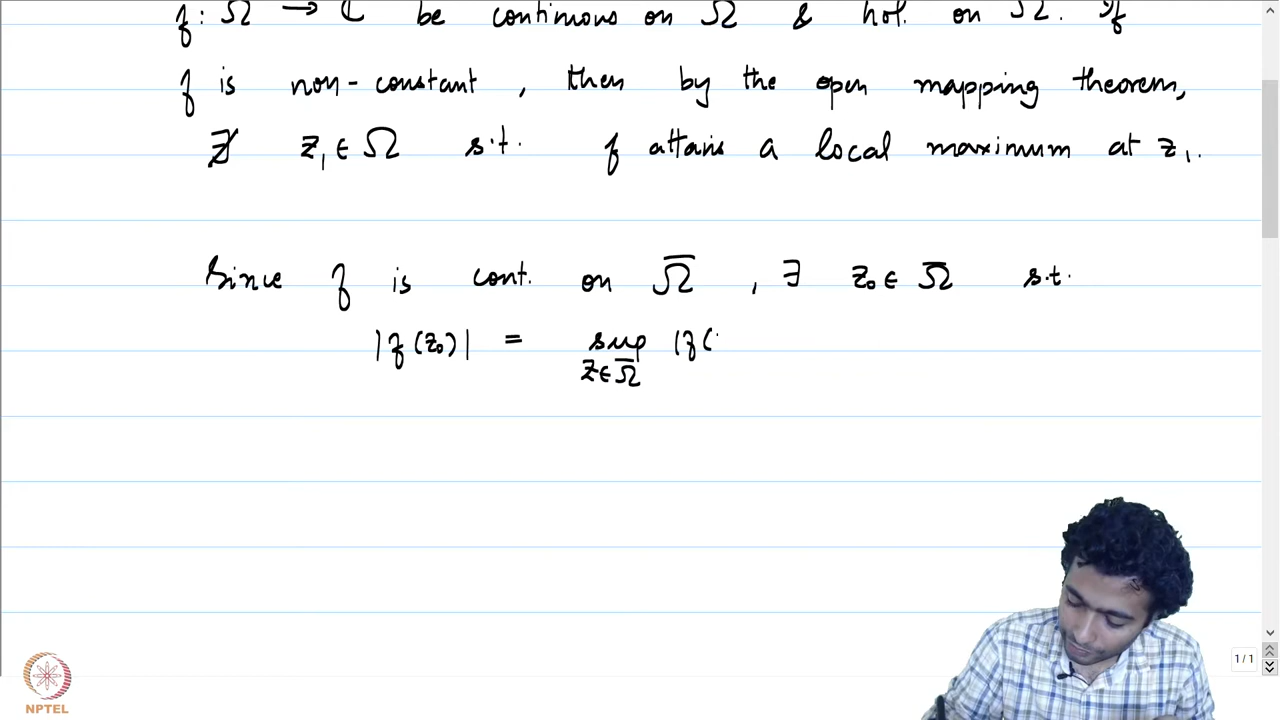 f: Ω → ℂ be continuous on Ω & hol. on Ω. If
f is non-constant, then by the open mapping theorem,
∄ z₁ ∈ Ω s.t. f attains a local maximum at z₁.
Since f is cont. on Ω̅, ∃ z₀ ∈ Ω̅ s.t.
|f(z₀)| = sup |f(
z∈Ω̅
1/1
NPTEL